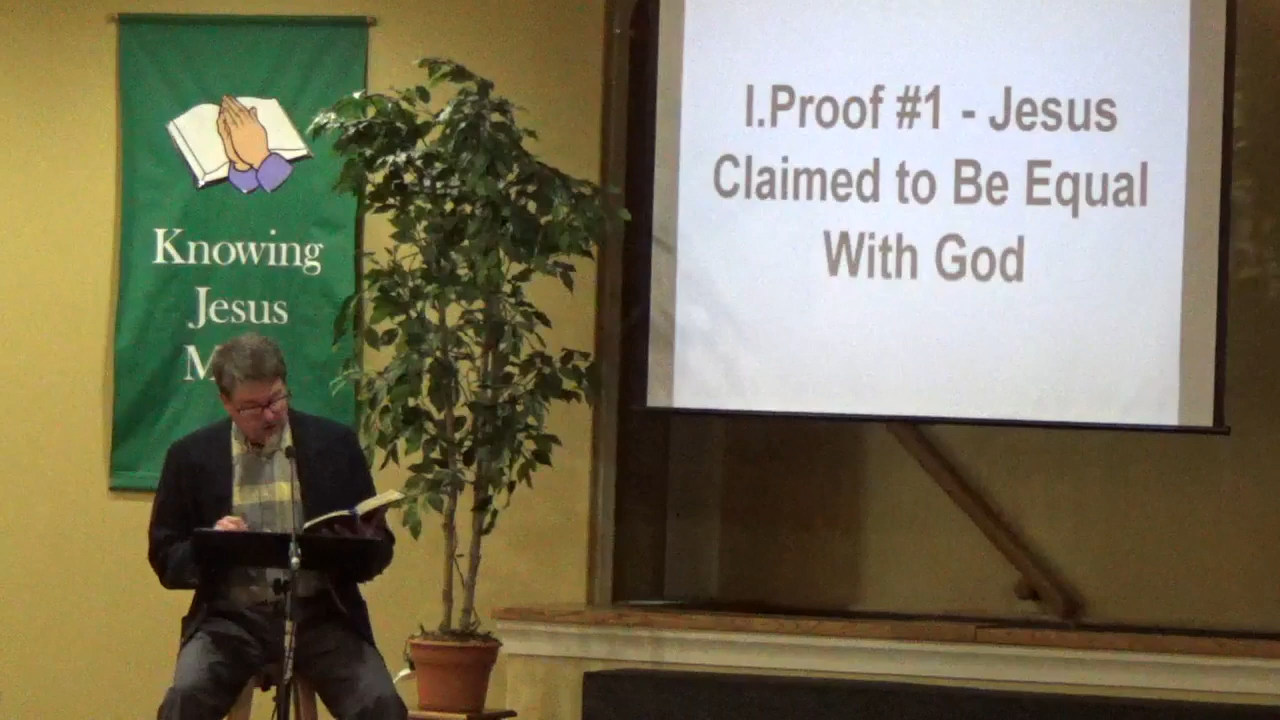 Knowing
Jesus
I.Proof #1 - Jesus
Claimed to Be Equal
With God